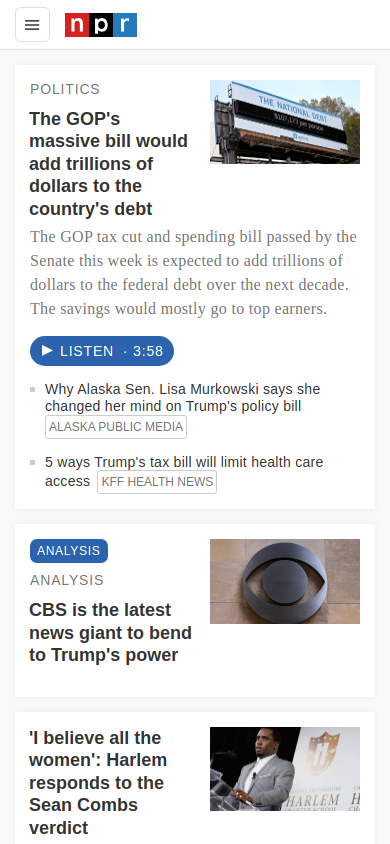 npr
POLITICS
The GOP's
massive bill would
add trillions of
dollars to the
country's debt
THE NATIONAL DEBT
$107,173 per person
The GOP tax cut and spending bill passed by the
Senate this week is expected to add trillions of
dollars to the federal debt over the next decade.
The savings would mostly go to top earners.
LISTEN · 3:58
Why Alaska Sen. Lisa Murkowski says she
changed her mind on Trump's policy bill
ALASKA PUBLIC MEDIA
5 ways Trump's tax bill will limit health care
access KFF HEALTH NEWS
ANALYSIS
ANALYSIS
CBS is the latest
news giant to bend
to Trump's power
'I believe all the
women': Harlem
responds to the
Sean Combs
verdict
HARLEM